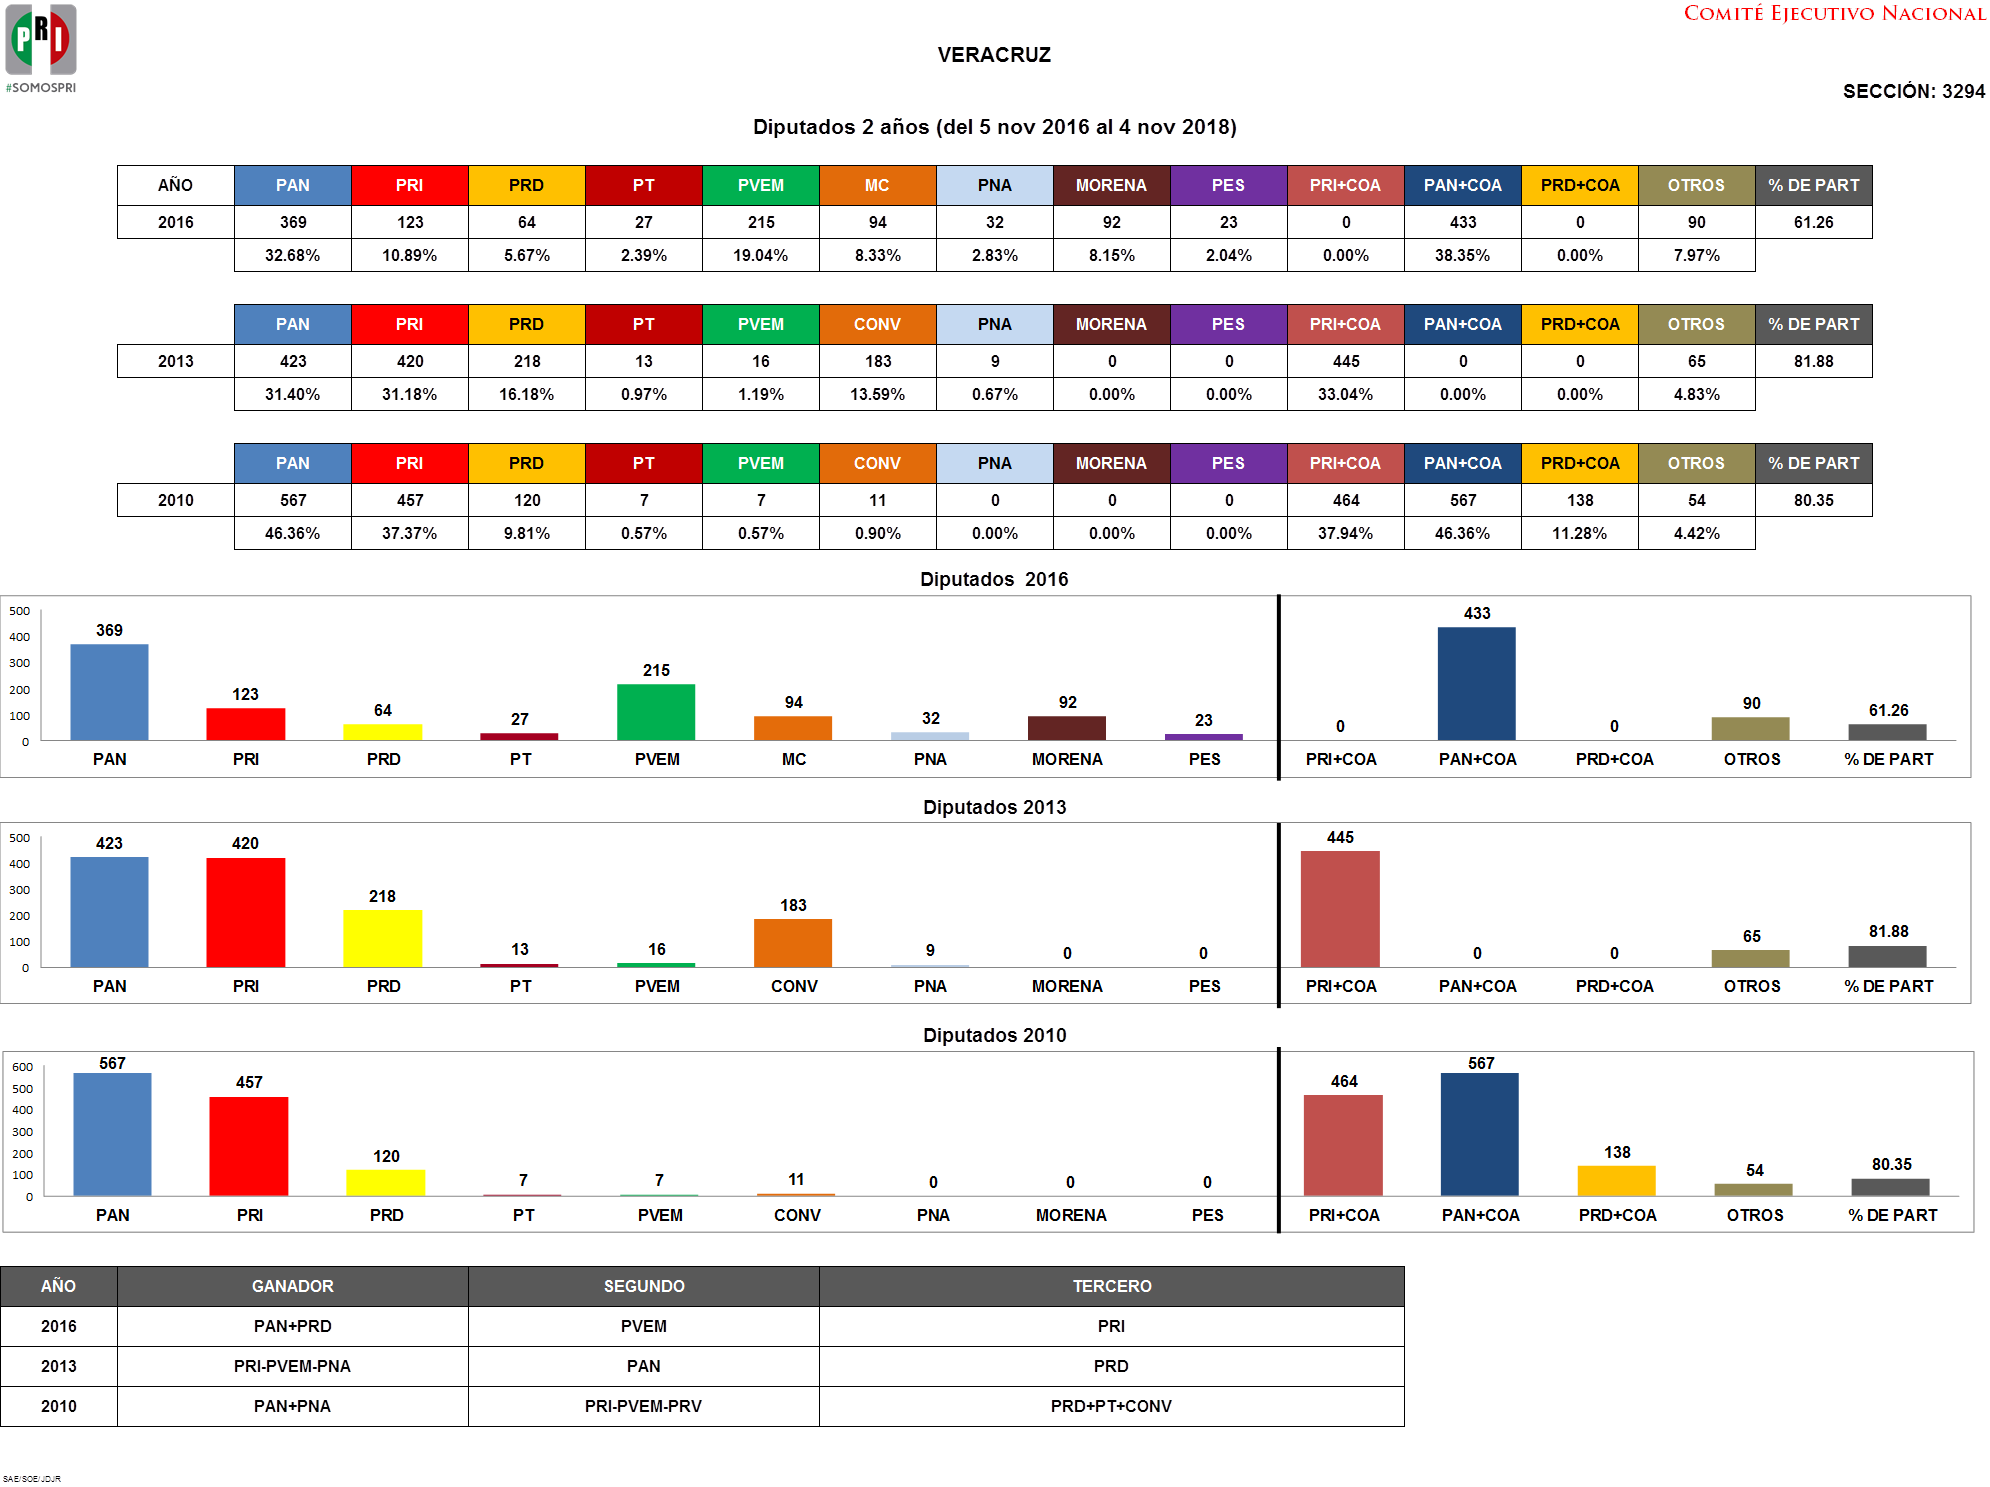 PRI
#SOMOSPRI
COMITÉ EJECUTIVO NACIONAL
VERACRUZ
SECCIÓN: 3294
Diputados 2 años (del 5 nov 2016 al 4 nov 2018)
AÑO PAN PRI PRD PT PVEM MC PNA MORENA PES PRI+COA PAN+COA PRD+COA OTROS % DE PART
2016 369 123 64 27 215 94 32 92 23 0 433 0 90 61.26
32.68% 10.89% 5.67% 2.39% 19.04% 8.33% 2.83% 8.15% 2.04% 0.00% 38.35% 0.00% 7.97%
PAN PRI PRD PT PVEM CONV PNA MORENA PES PRI+COA PAN+COA PRD+COA OTROS % DE PART
2013 423 420 218 13 16 183 9 0 0 445 0 0 65 81.88
31.40% 31.18% 16.18% 0.97% 1.19% 13.59% 0.67% 0.00% 0.00% 33.04% 0.00% 0.00% 4.83%
PAN PRI PRD PT PVEM CONV PNA MORENA PES PRI+COA PAN+COA PRD+COA OTROS % DE PART
2010 567 457 120 7 7 11 0 0 0 464 567 138 54 80.35
46.36% 37.37% 9.81% 0.57% 0.57% 0.90% 0.00% 0.00% 0.00% 37.94% 46.36% 11.28% 4.42%
Diputados 2016
500
400
300
200
100
0
369 123 64 27 215 94 32 92 23 0 433 0 90 61.26
PAN PRI PRD PT PVEM MC PNA MORENA PES PRI+COA PAN+COA PRD+COA OTROS % DE PART
Diputados 2013
500
400
300
200
100
0
423 420 218 13 16 183 9 0 0 445 0 0 65 81.88
PAN PRI PRD PT PVEM CONV PNA MORENA PES PRI+COA PAN+COA PRD+COA OTROS % DE PART
Diputados 2010
600
500
400
300
200
100
0
567 457 120 7 7 11 0 0 0 464 567 138 54 80.35
PAN PRI PRD PT PVEM CONV PNA MORENA PES PRI+COA PAN+COA PRD+COA OTROS % DE PART
AÑO GANADOR SEGUNDO TERCERO
2016 PAN+PRD PVEM PRI
2013 PRI-PVEM-PNA PAN PRD
2010 PAN+PNA PRI-PVEM-PRV PRD+PT+CONV
SAE/SOE/JDJR